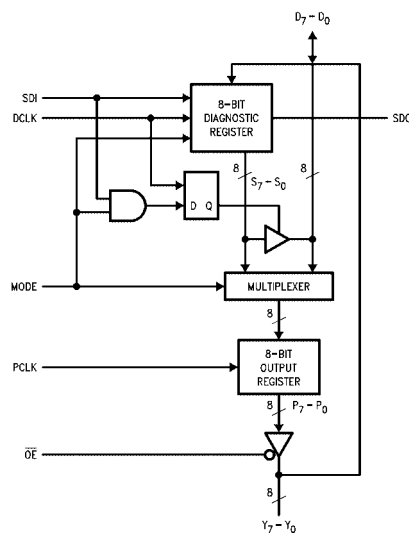 D7–D0
SDI
DCLK
8-BIT
DIAGNOSTIC
REGISTER
SDO
8
S7–S0
8
D Q
MODE
MULTIPLEXER
8
PCLK
8-BIT
OUTPUT
REGISTER
8
P7–P0
OE
8
Y7–Y0